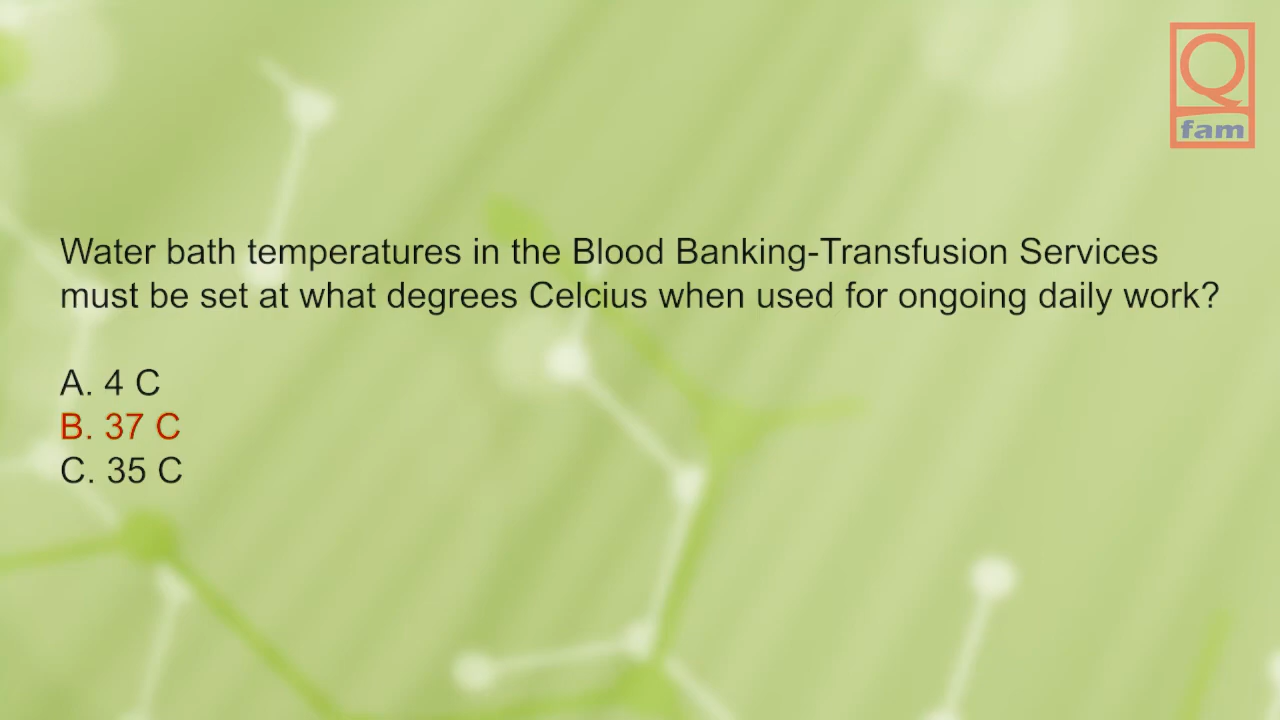 Q
fam
Water bath temperatures in the Blood Banking-Transfusion Services
must be set at what degrees Celcius when used for ongoing daily work?
A. 4 C
B. 37 C
C. 35 C